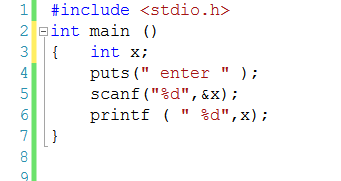 1 #include <stdio.h>
2 int main ()
3 {   int x;
4     puts(" enter " );
5     scanf("%d",&x);
6     printf ( " %d",x);
7 }
8
9